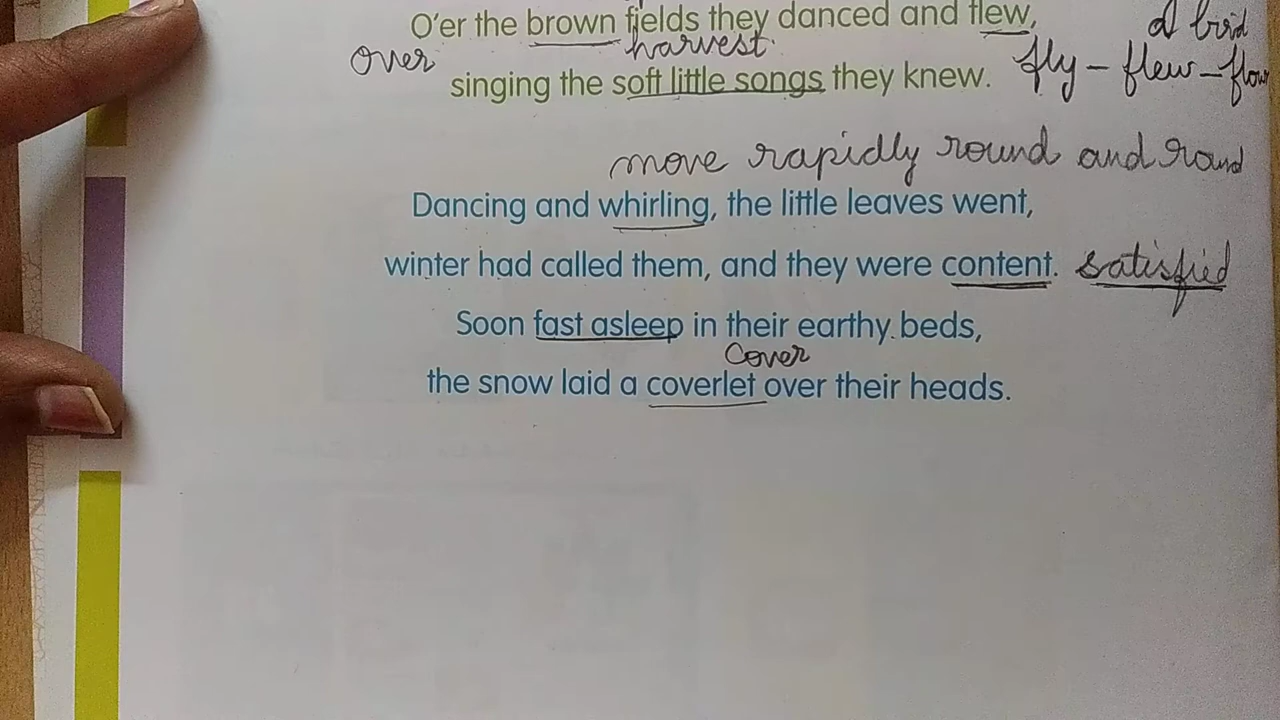 O'er the brown fields they danced and flew,
a bird
Over
harvest.
fly - flew - flow
singing the soft little songs they knew.
move rapidly round and round
Dancing and whirling, the little leaves went,
winter had called them, and they were content. satisfied
Soon fast asleep in their earthy beds,
Cover
the snow laid a coverlet over their heads.